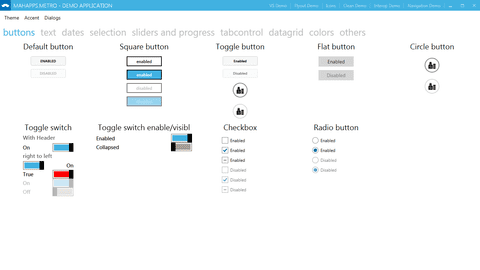 MAHAPPS.METRO - DEMO APPLICATION
VS Demo Flyout Demo Icons Clean Demo Interop Demo Navigation Demo
Theme Accent Dialogs
buttons text dates selection sliders and progress tabcontrol datagrid colors others
Default button Square button Toggle button Flat button Circle button
ENABLED enabled Enabled Enabled
DISABLED enabled Disabled Disabled
disabled
Disabled
Toggle switch Toggle switch enable/visibl Checkbox Radio button
With Header Enabled Enabled Enabled
On Collapsed Enabled Enabled
right to left Enabled Disabled
On Disabled Disabled
True Disabled
On Disabled
Off